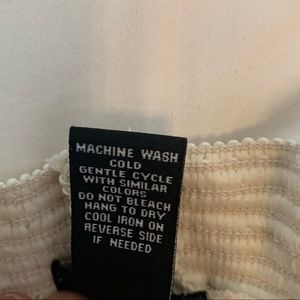 MACHINE WASH
COLD
GENTLE CYCLE
WITH SIMILAR
COLORS
DO NOT BLEACH
HANG TO DRY
COOL IRON ON
REVERSE SIDE
IF NEEDED